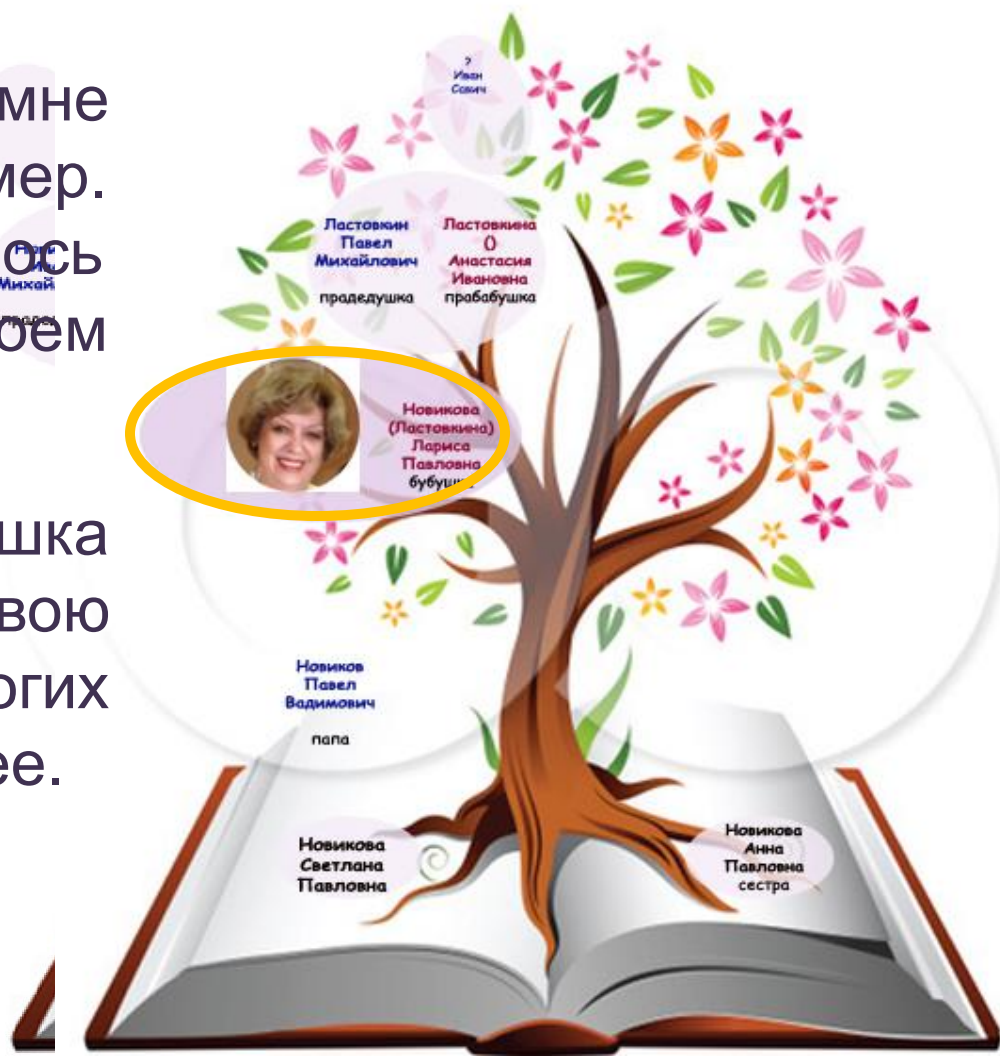 мне
мер.
ось
оем
шка
вою
огих
ее.
?
Иван
Савич
Ластовкин
Павел
Михайлович
прадедушка
Ластовкина
()
Анастасия
Ивановна
прабабушка
Новикова
(Ластовкина)
Лариса
Павловна
бубушка
Новиков
Павел
Вадимович
папа
Новикова
Светлана
Павловна
Новикова
Анна
Павловна
сестра